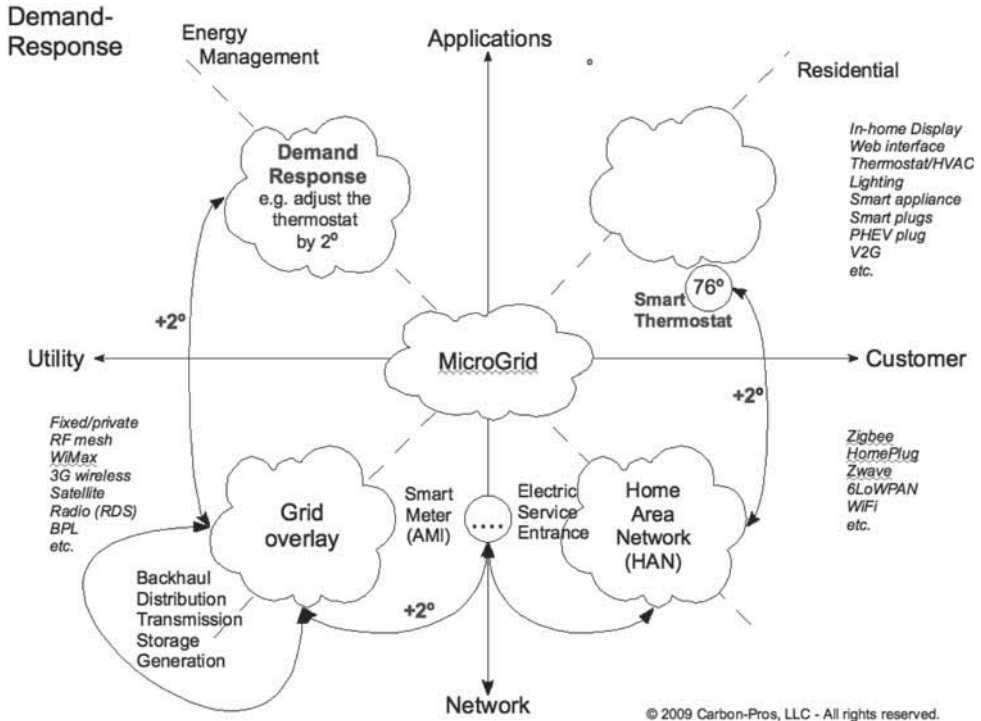 Demand-
Response
Energy
Management
Applications
Residential
Demand
Response
e.g. adjust the
thermostat
by 2º
In-home Display
Web interface
Thermostat/HVAC
Lighting
Smart appliance
Smart plugs
PHEV plug
V2G
etc.
76º
Smart
Thermostat
+2º
Utility
MicroGrid
Customer
+2º
Fixed/private
RF mesh
WiMax
3G wireless
Satellite
Radio (RDS)
BPL
etc.
Grid
overlay
Smart
Meter
(AMI)
....
Electric
Service
Entrance
Home
Area
Network
(HAN)
Zigbee
HomePlug
Zwave
6LoWPAN
WiFi
etc.
Backhaul
Distribution
Transmission
Storage
Generation
+2º
Network
© 2009 Carbon-Pros, LLC - All rights reserved.